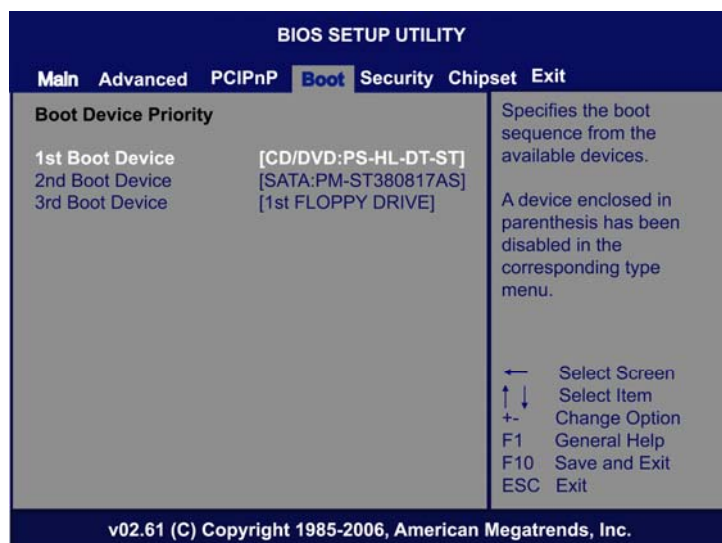 BIOS SETUP UTILITY
Main Advanced PCIPnP Boot Security Chipset Exit
Boot Device Priority
1st Boot Device [CD/DVD:PS-HL-DT-ST]
2nd Boot Device [SATA:PM-ST380817AS]
3rd Boot Device [1st FLOPPY DRIVE]
Specifies the boot
sequence from the
available devices.
A device enclosed in
parenthesis has been
disabled in the
corresponding type
menu.
← Select Screen
↑ ↓ Select Item
+- Change Option
F1 General Help
F10 Save and Exit
ESC Exit
v02.61 (C) Copyright 1985-2006, American Megatrends, Inc.